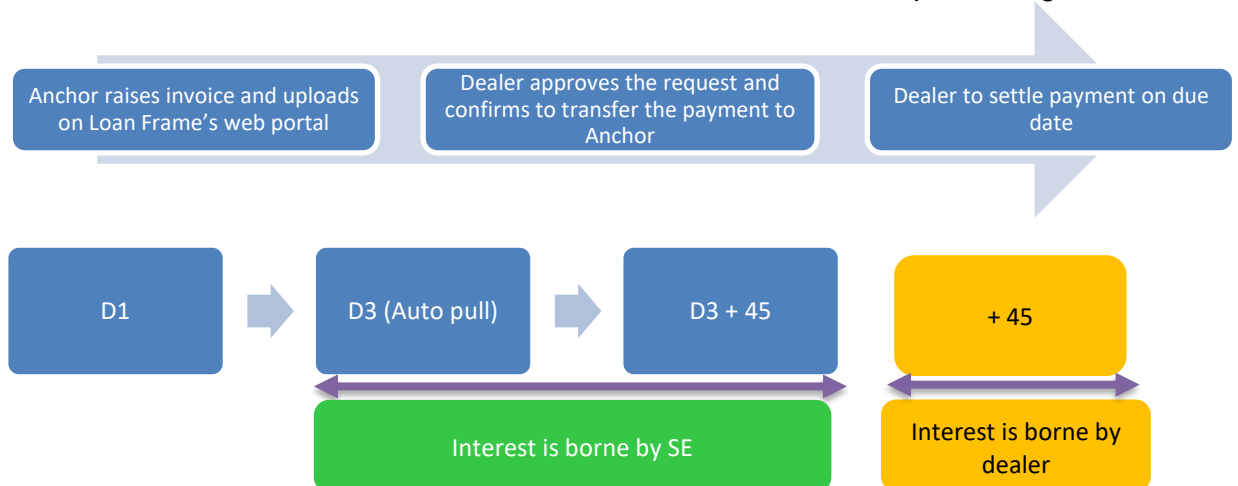 Anchor raises invoice and uploads
on Loan Frame's web portal
Dealer approves the request and
confirms to transfer the payment to
Anchor
Dealer to settle payment on due
date
D1
D3 (Auto pull)
D3 + 45
+ 45
Interest is borne by SE
Interest is borne by
dealer